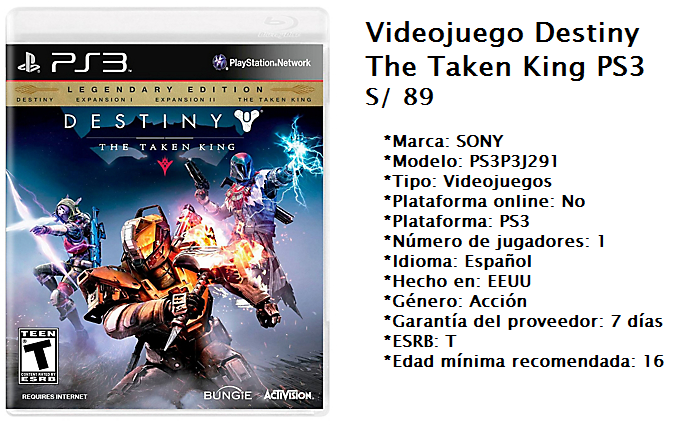 PS3
PlayStation Network
LEGENDARY EDITION
DESTINY EXPANSION I EXPANSION II THE TAKEN KING
DESTINY
THE TAKEN KING
TEEN
T
CONTENT RATED BY
ESRB
REQUIRES INTERNET
BUNGIE
ACTIVISION.
Videojuego Destiny
The Taken King PS3
S/ 89
*Marca: SONY
*Modelo: PS3P3J291
*Tipo: Videojuegos
*Plataforma online: No
*Plataforma: PS3
*Número de jugadores: 1
*Idioma: Español
*Hecho en: EEUU
*Género: Acción
*Garantía del proveedor: 7 días
*ESRB: T
*Edad mínima recomendada: 16